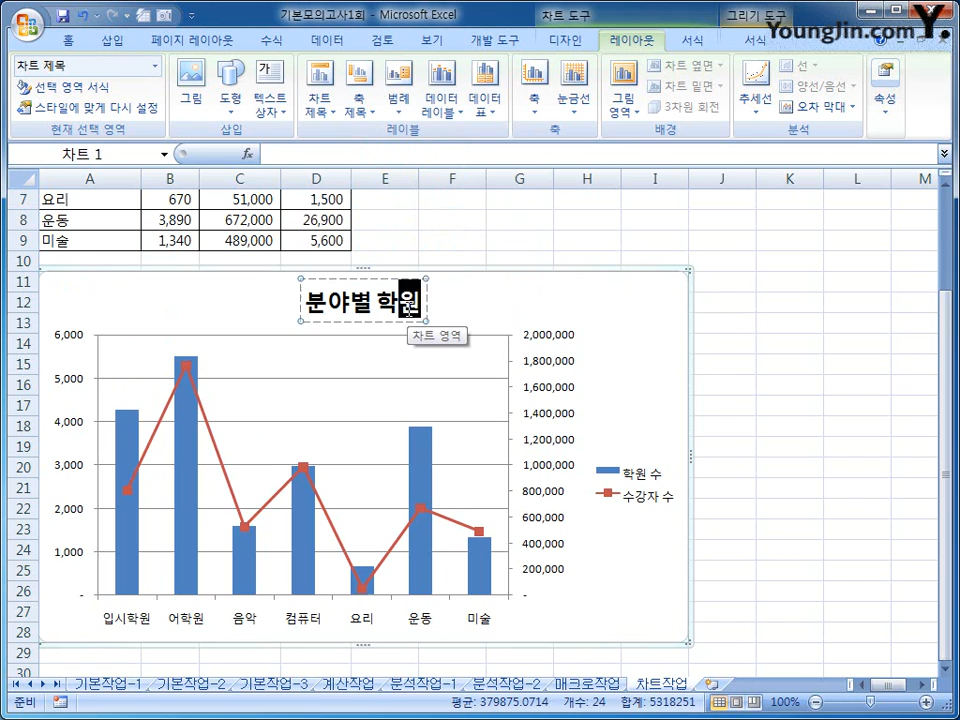 기본모의고사1회 - Microsoft Excel
차트 도구
그리기 도구
YoungJin.com Y.
홈 삽입 페이지 레이아웃 수식 데이터 검토 보기 개발 도구 디자인 레이아웃 서식 서식
차트 제목
선택 영역 서식
스타일에 맞게 다시 설정
현재 선택 영역
그림
도형
텍스트 상자
삽입
차트 제목
축 제목
범례
데이터 레이블
데이터 표
레이블
축
눈금선
축
그림 영역
차트 옆면
차트 밑면
3차원 회전
배경
추세선
선
양선/음선
오차 막대
분석
속성
차트 1
fx
A B C D E F G H I J K L M
7 요리 670 51,000 1,500
8 운동 3,890 672,000 26,900
9 미술 1,340 489,000 5,600
10
11
12
13
14
15
16
17
18
19
20
21
22
23
24
25
26
27
28
29
30
분야별 학원
차트 영역
6,000
5,000
4,000
3,000
2,000
1,000
-
2,000,000
1,800,000
1,600,000
1,400,000
1,200,000
1,000,000
800,000
600,000
400,000
200,000
-
학원 수
수강자 수
입시학원 어학원 음악 컴퓨터 요리 운동 미술
기본작업-1 기본작업-2 기본작업-3 계산작업 분석작업-1 분석작업-2 매크로작업 차트작업
준비
평균: 379875.0714 개수: 24 합계: 5318251
100%